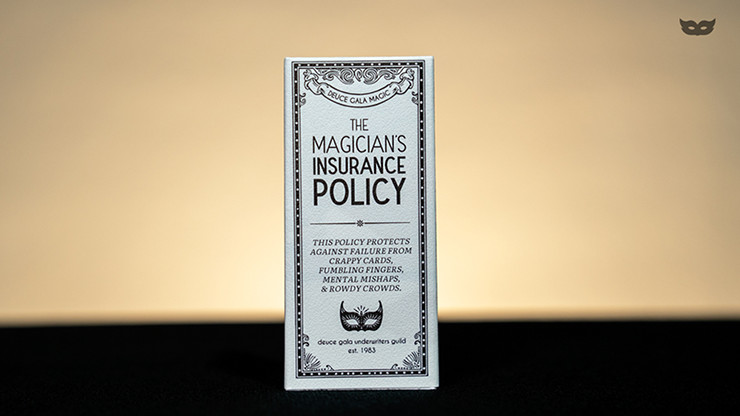 DEUCE GALA MAGIC
THE
MAGICIAN'S
INSURANCE
POLICY
THIS POLICY PROTECTS
AGAINST FAILURE FROM
CRAPPY CARDS,
FUMBLING FINGERS,
MENTAL MISHAPS,
& ROWDY CROWDS.
deuce gala underwriters guild
est. 1983